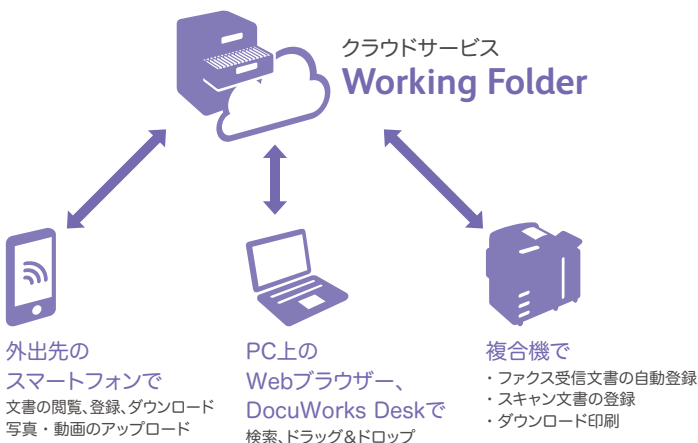 クラウドサービス
Working Folder
外出先の
スマートフォンで
文書の閲覧、登録、ダウンロード
写真・動画のアップロード
PC上の
Webブラウザー、
DocuWorks Deskで
検索、ドラッグ&ドロップ
複合機で
・ファクス受信文書の自動登録
・スキャン文書の登録
・ダウンロード印刷